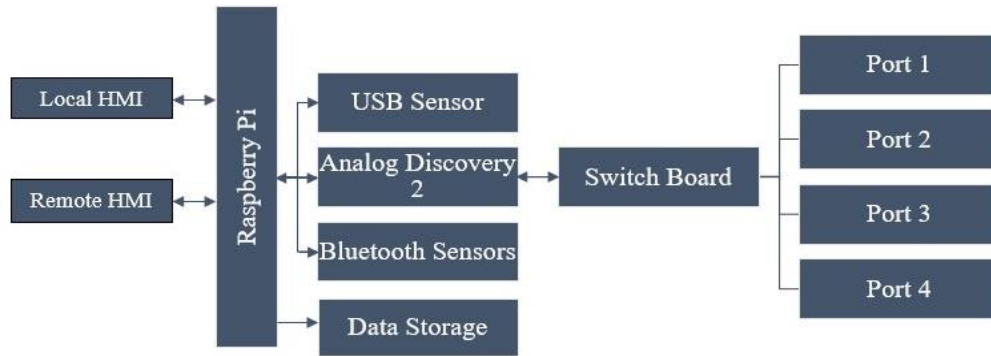 Local HMI
Remote HMI
Raspberry Pi
USB Sensor
Analog Discovery
2
Bluetooth Sensors
Data Storage
Switch Board
Port 1
Port 2
Port 3
Port 4